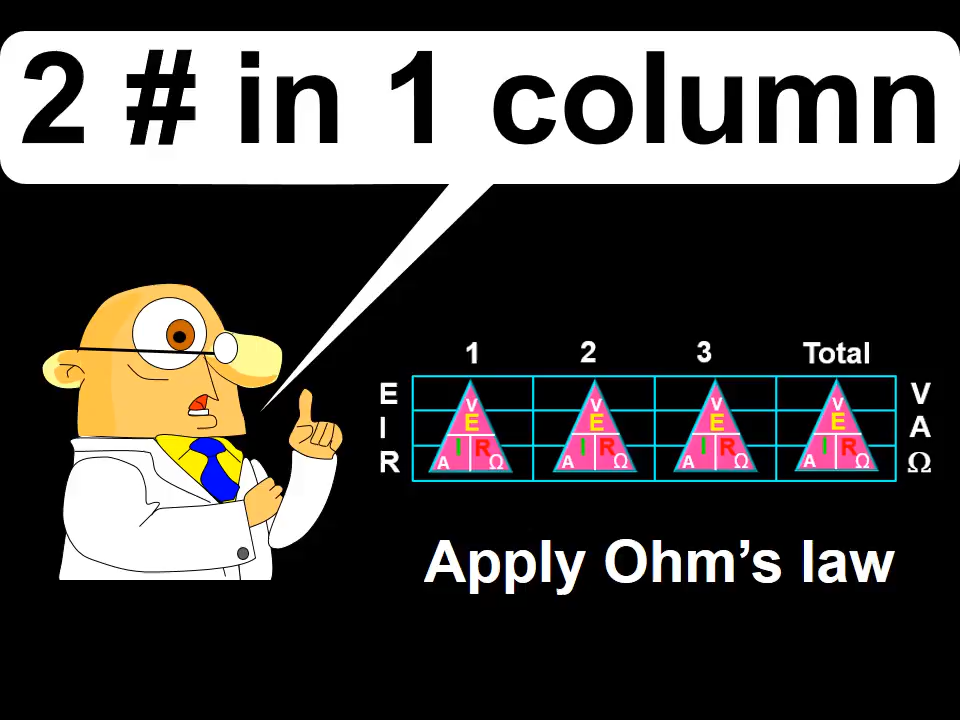 2 # in 1 column
1 2 3 Total
E V V V V V
E E E E
I A
I R I R I R I R
R A Ω A Ω A Ω A Ω Ω
Apply Ohm’s law